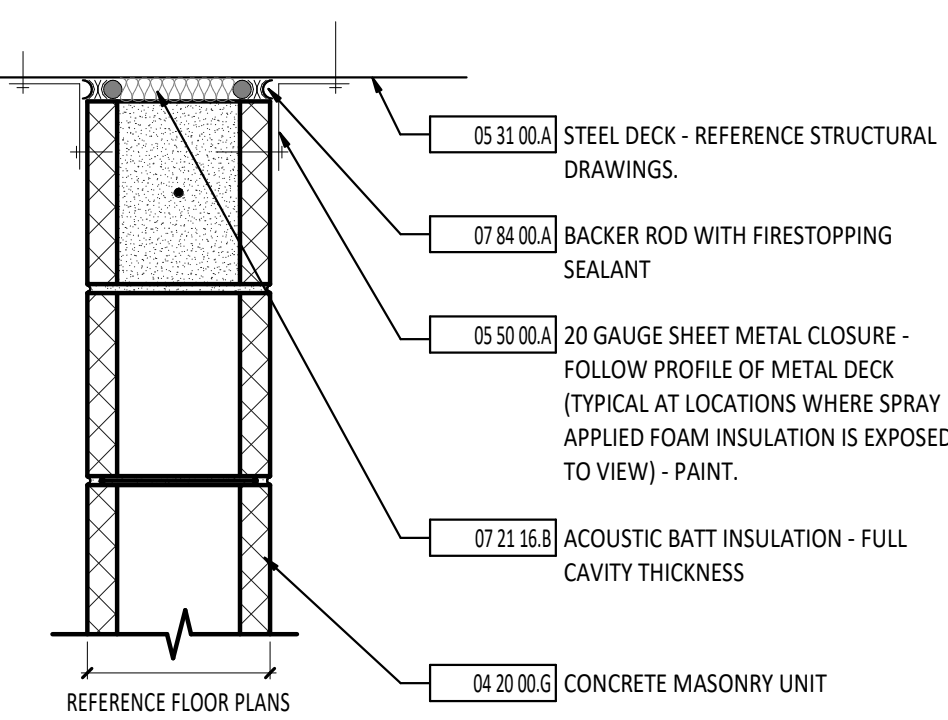 05 31 00.A STEEL DECK - REFERENCE STRUCTURAL
DRAWINGS.
07 84 00.A BACKER ROD WITH FIRESTOPPING
SEALANT
05 50 00.A 20 GAUGE SHEET METAL CLOSURE -
FOLLOW PROFILE OF METAL DECK
(TYPICAL AT LOCATIONS WHERE SPRAY
APPLIED FOAM INSULATION IS EXPOSED
TO VIEW) - PAINT.
07 21 16.B ACOUSTIC BATT INSULATION - FULL
CAVITY THICKNESS
04 20 00.G CONCRETE MASONRY UNIT
REFERENCE FLOOR PLANS